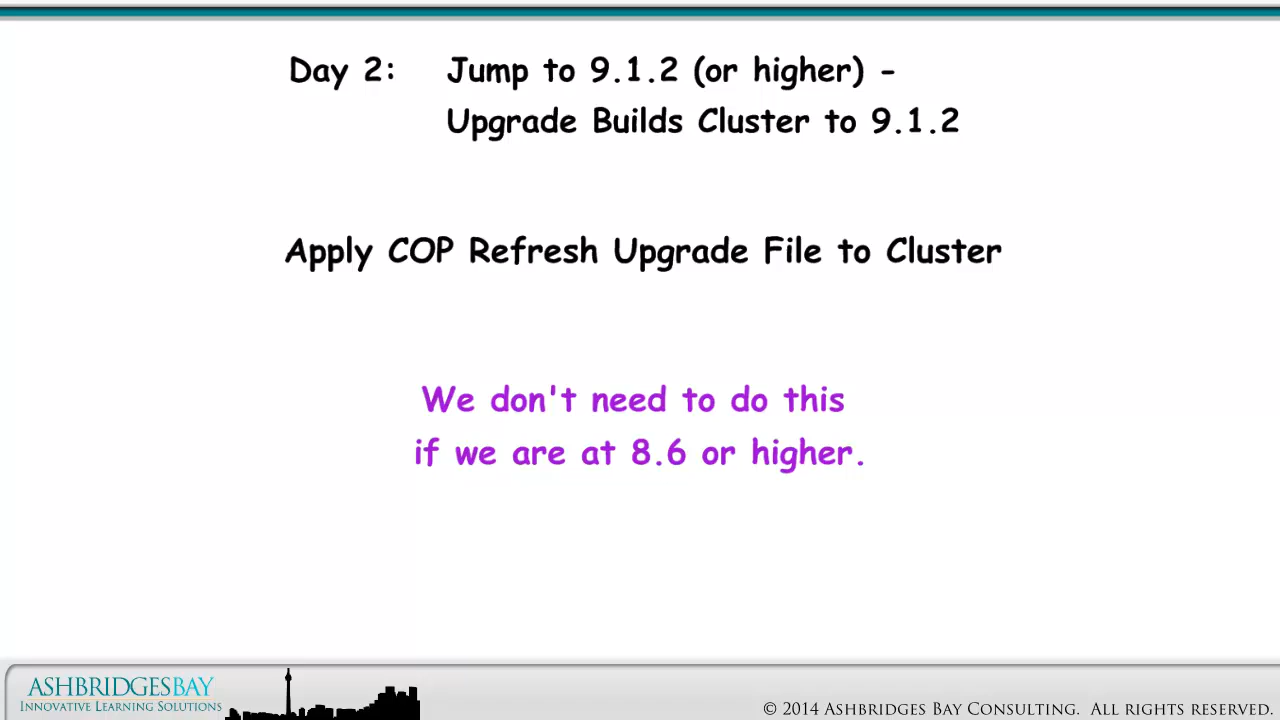 Day 2: Jump to 9.1.2 (or higher) -
Upgrade Builds Cluster to 9.1.2
Apply COP Refresh Upgrade File to Cluster
We don't need to do this
if we are at 8.6 or higher.
ASHBRIDGESBAY
INNOVATIVE LEARNING SOLUTIONS
© 2014 ASHBRIDGES BAY CONSULTING. ALL RIGHTS RESERVED.